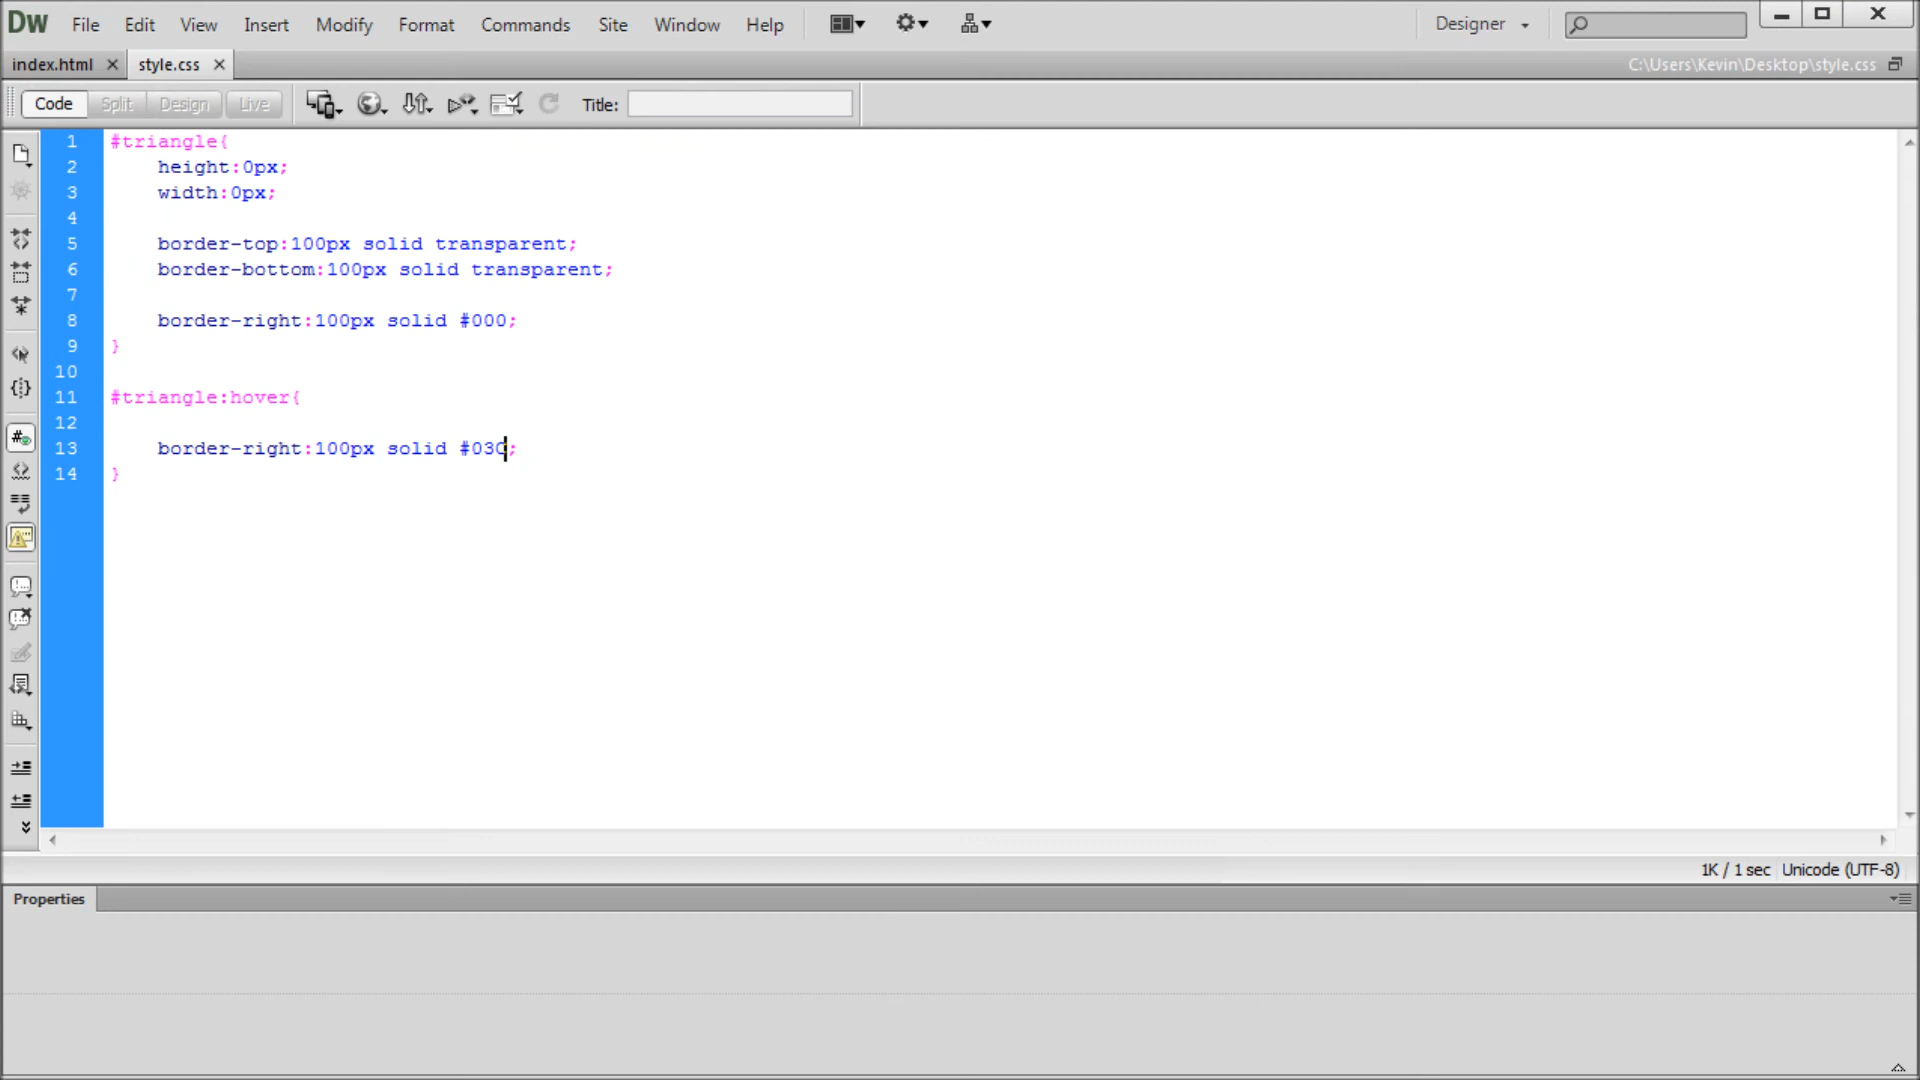 DW File Edit View Insert Modify Format Commands Site Window Help Designer
index.html style.css C:\Users\Kevin\Desktop\style.css
Code Split Design Live Title:
1 #triangle{
2 height:0px;
3 width:0px;
4
5 border-top:100px solid transparent;
6 border-bottom:100px solid transparent;
7
8 border-right:100px solid #000;
9 }
10
11 #triangle:hover{
12
13 border-right:100px solid #03C;
14 }
1K / 1 sec Unicode (UTF-8)
Properties